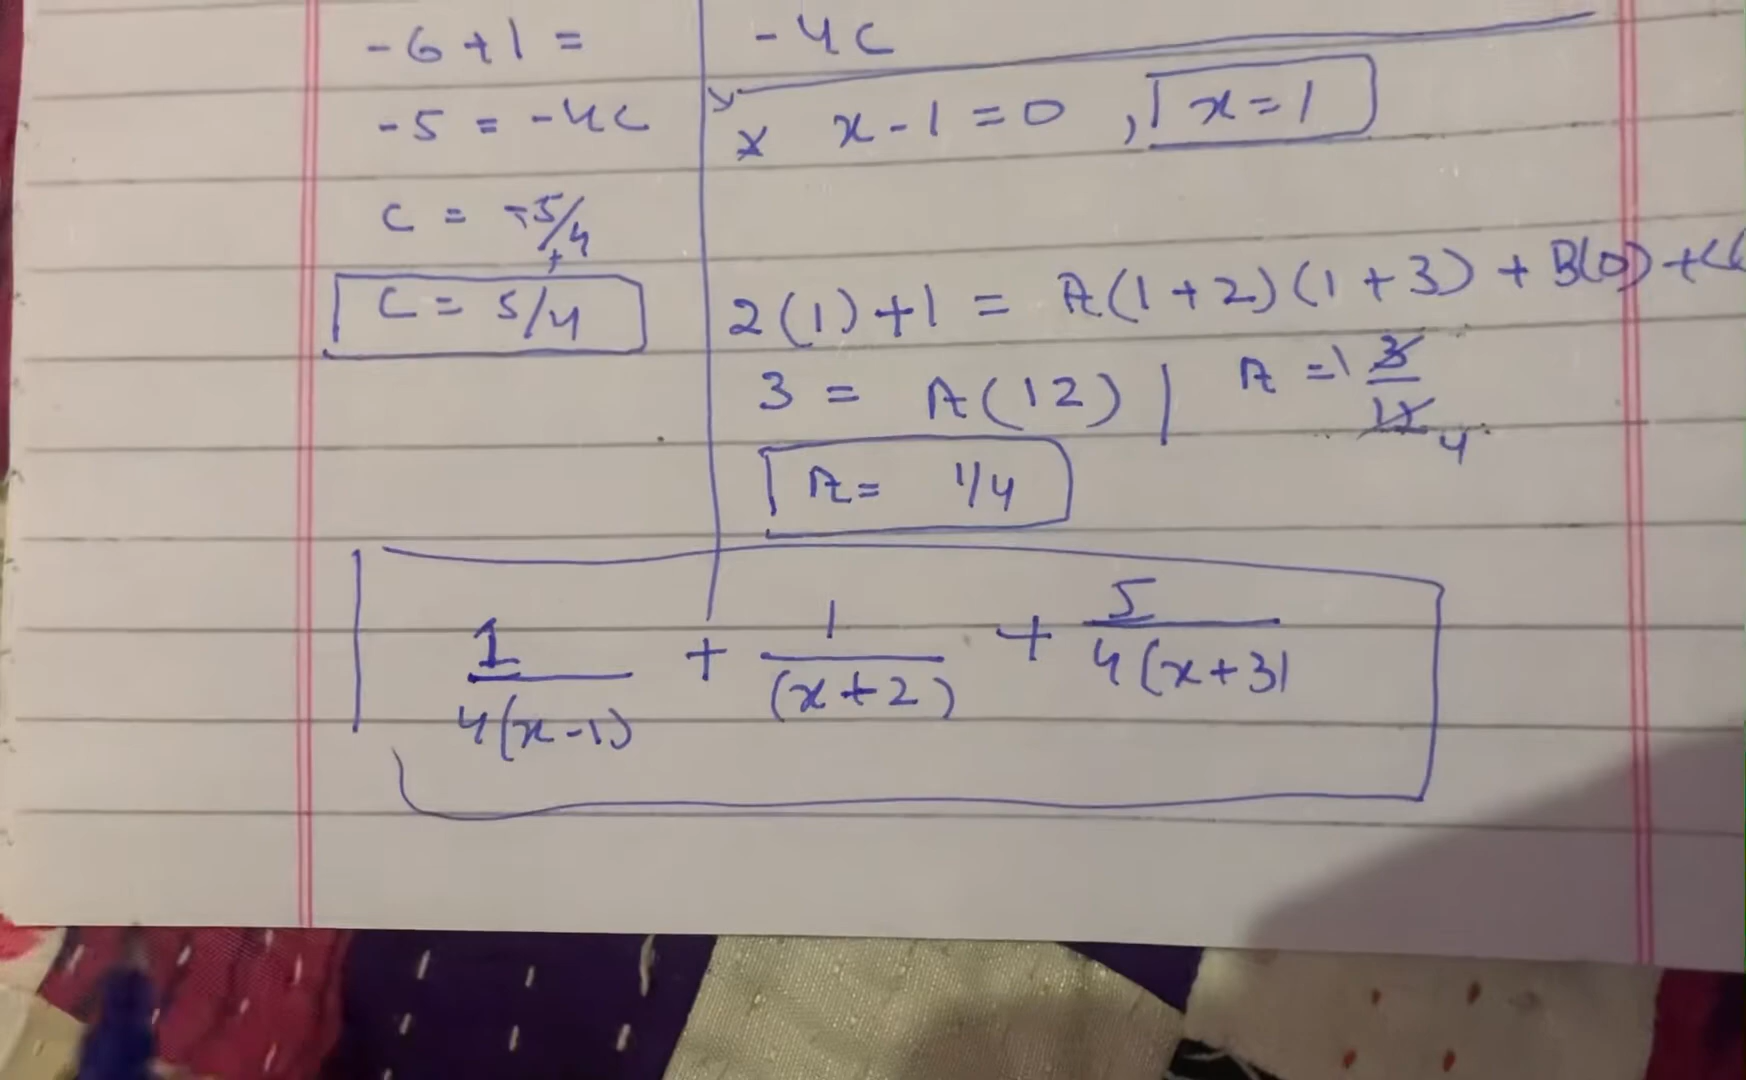 -6+1 = -4C
-5 = -4C
C = -5/-4
C = 5/4
x x-1=0 , x=1
2(1)+1 = A(1+2)(1+3) + B(0) +C(
3 = A(12) | A = 1 3/12 4
A= 1/4
1/4(x-1) + 1/(x+2) + 5/4(x+3)